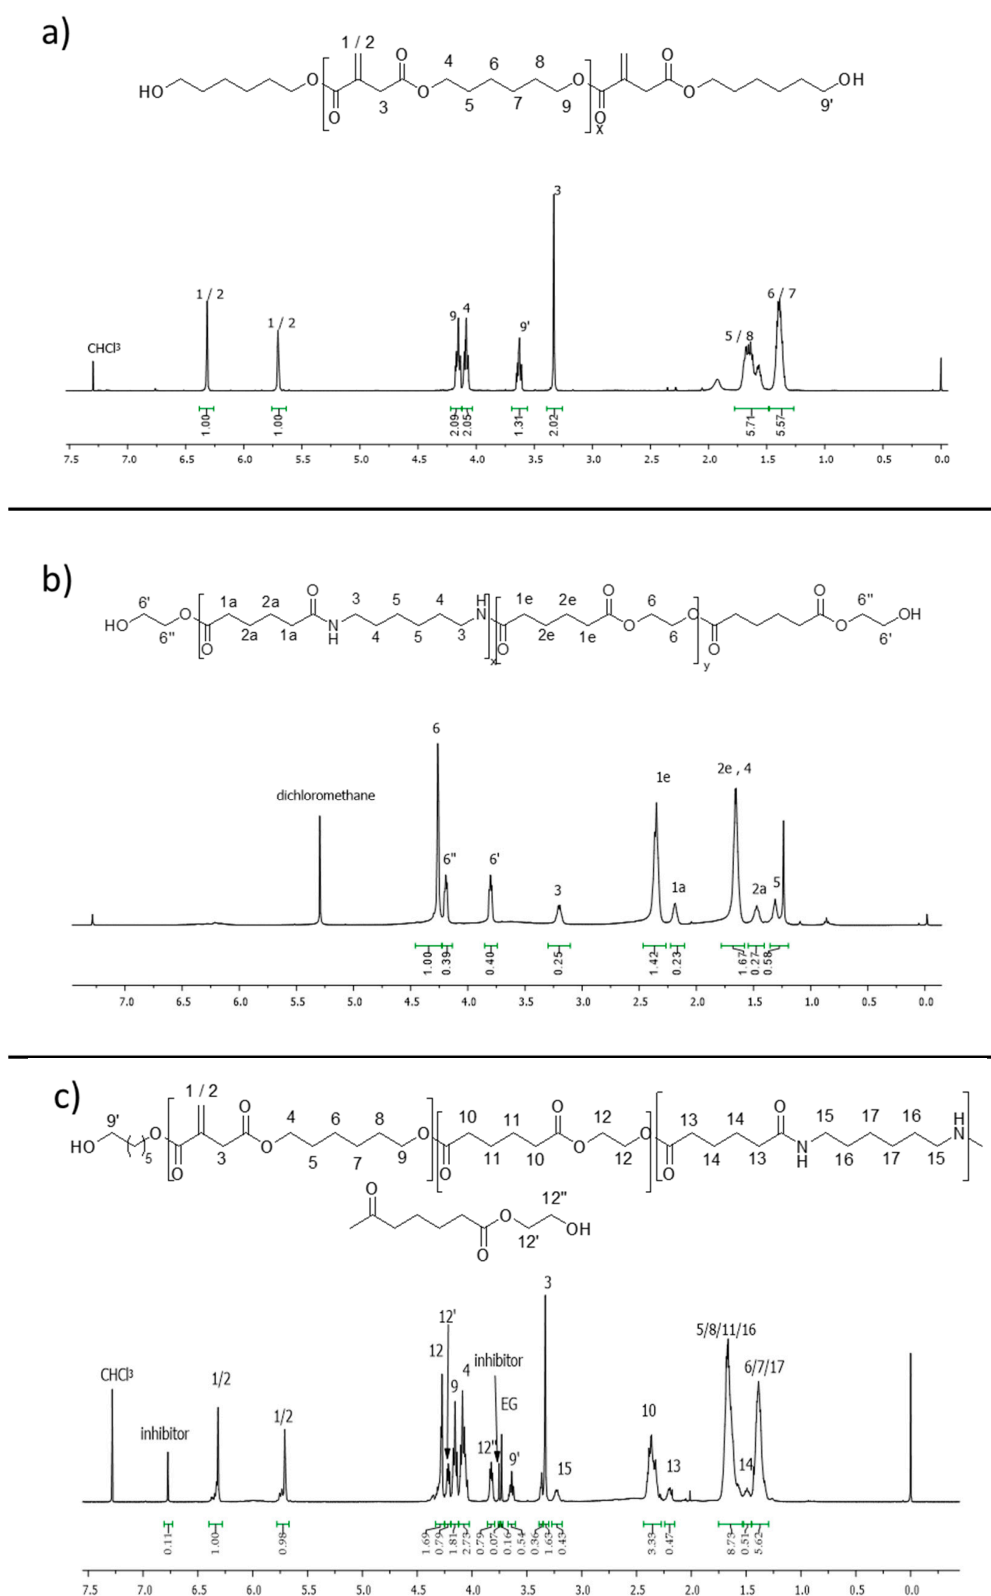 a)
1 / 2
O 4 6 8
HO O O OH
3 O 5 7 9 O 9'
O O
x
3
1 / 2
6 / 7
4
9
1 / 2
9'
5 / 8
CHCl³
1.00 1.00 2.09 2.05 1.31 2.02 5.71 5.57
7.5 7.0 6.5 6.0 5.5 5.0 4.5 4.0 3.5 3.0 2.5 2.0 1.5 1.0 0.5 0.0
b)
6' O 1a 2a O 3 5 4 H N 1e 2e O 6 O O 6''
HO 6'' O 2a 1a N H 4 5 3 O 2e 1e O 6 O O 6' OH
x y
6
1e
2e , 4
dichloromethane
6'' 6' 3 1a 2a 5
1.00 0.39 0.40 0.25 1.42 0.23 1.67 0.27 0.58
7.0 6.5 6.0 5.5 5.0 4.5 4.0 3.5 3.0 2.5 2.0 1.5 1.0 0.5 0.0
c)
1 / 2
9' O O 4 6 8 O 10 11 O 12 O 13 14 O 15 17 16 H N
HO 5 O 3 O 5 7 9 O 11 10 O 12 O 14 13 N H 16 17 15
O 12''
O OH
O 12'
3
12' 5/8/11/16
12 inhibitor 6/7/17
CHCl³ 1/2 9 4 EG
inhibitor 1/2 12'' 9' 15 10 13 14
0.11 1.00 0.98 1.69 0.79 1.81 2.73 0.79 0.07 0.16 0.54 0.36 1.63 0.43 3.33 0.47 8.73 0.51 5.62
7.5 7.0 6.5 6.0 5.5 5.0 4.5 4.0 3.5 3.0 2.5 2.0 1.5 1.0 0.5 0.0